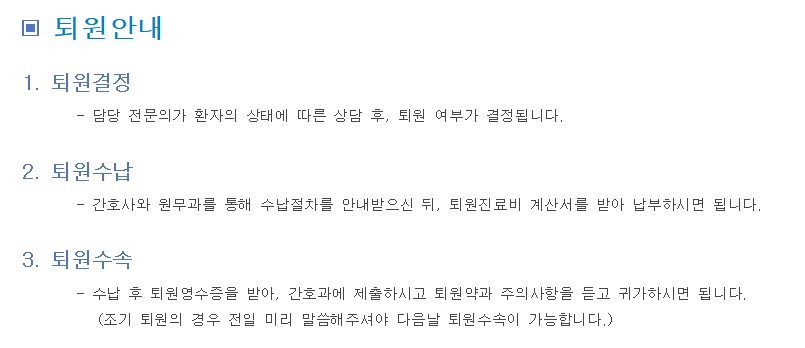 퇴원안내
1. 퇴원결정
- 담당 전문의가 환자의 상태에 따른 상담 후, 퇴원 여부가 결정됩니다.
2. 퇴원수납
- 간호사와 원무과를 통해 수납절차를 안내받으신 뒤, 퇴원진료비 계산서를 받아 납부하시면 됩니다.
3. 퇴원수속
- 수납 후 퇴원영수증을 받아, 간호과에 제출하시고 퇴원약과 주의사항을 듣고 귀가하시면 됩니다.
(조기 퇴원의 경우 전일 미리 말씀해주셔야 다음날 퇴원수속이 가능합니다.)